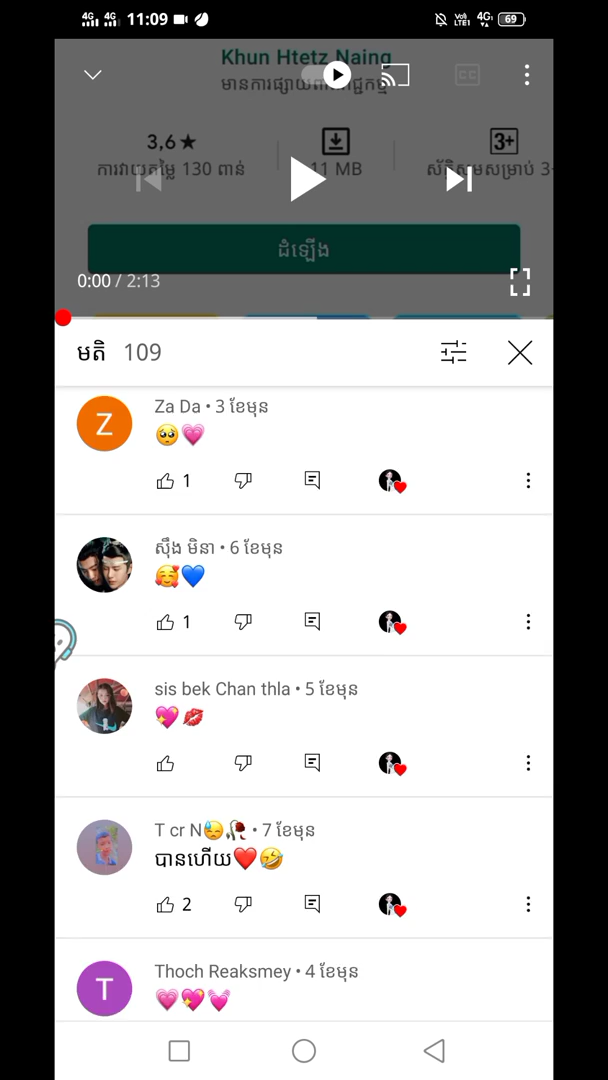 11:09
4G 4G
VoLTE1 4G 69
Khun Htetz Naing
3,6★
ការវាយតម្លៃ 130 ពាន់
11 MB
3+
ដំឡើង
0:00 / 2:13
មតិ 109
Z
Za Da • 3 ខែមុន
🥺💗
1
ស៊ឹង មិនា • 6 ខែមុន
🥰💙
1
sis bek Chan thla • 5 ខែមុន
💖💋
T cr N😓🥀 • 7 ខែមុន
បានហើយ❤️🤣
2
T
Thoch Reaksmey • 4 ខែមុន
💗💖💓